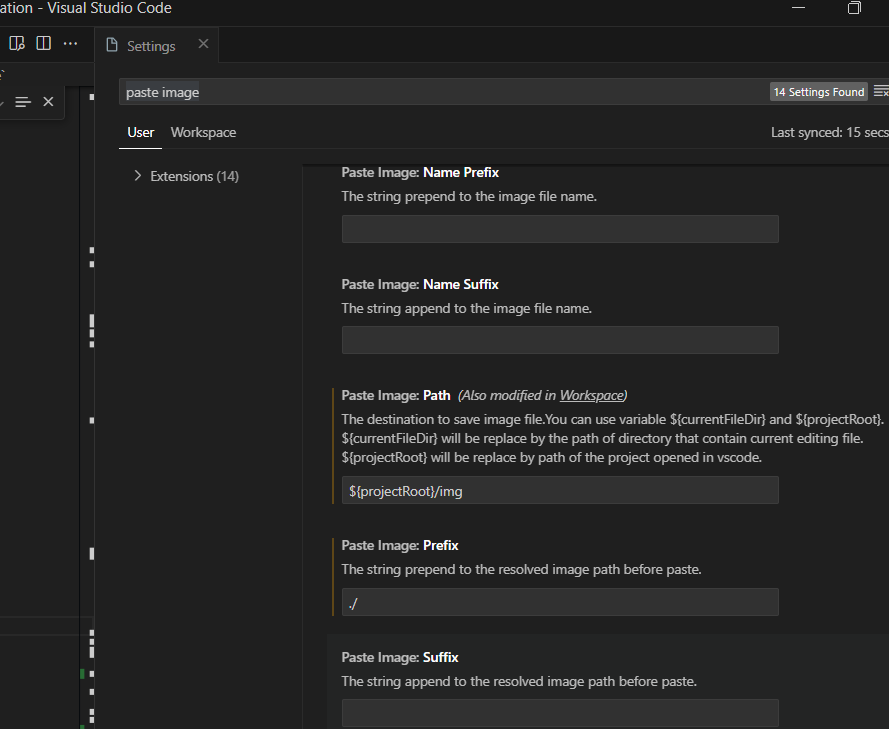 ation - Visual Studio Code
Settings
paste image
14 Settings Found
User Workspace
Last synced: 15 secs
Extensions (14)
Paste Image: Name Prefix
The string prepend to the image file name.
Paste Image: Name Suffix
The string append to the image file name.
Paste Image: Path (Also modified in Workspace)
The destination to save image file.You can use variable ${currentFileDir} and ${projectRoot}.
${currentFileDir} will be replace by the path of directory that contain current editing file.
${projectRoot} will be replace by path of the project opened in vscode.
${projectRoot}/img
Paste Image: Prefix
The string prepend to the resolved image path before paste.
./
Paste Image: Suffix
The string append to the resolved image path before paste.